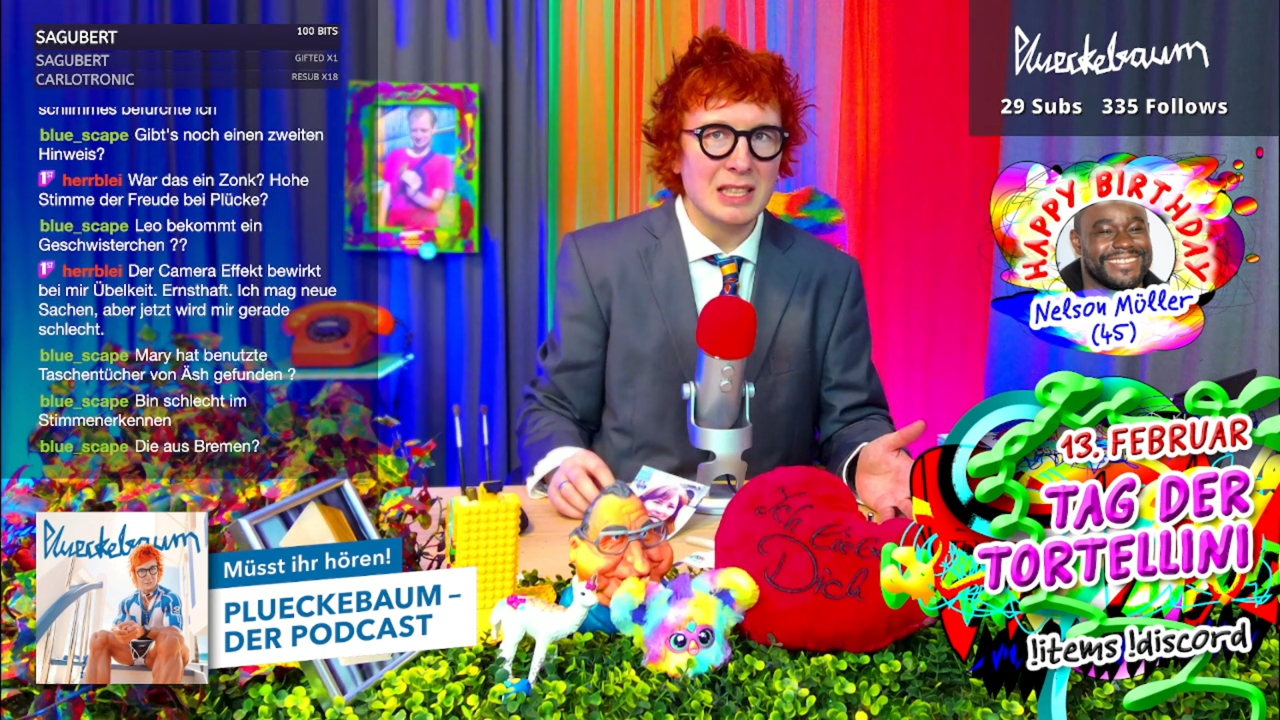 SAGUBERT 100 BITS
SAGUBERT GIFTED X1
CARLOTRONIC RESUB X18
schlimmes befürchte ich
blue_scape Gibt's noch einen zweiten
Hinweis?
1ST herrblei War das ein Zonk? Hohe
Stimme der Freude bei Plücke?
blue_scape Leo bekommt ein
Geschwisterchen ??
1ST herrblei Der Camera Effekt bewirkt
bei mir Übelkeit. Ernsthaft. Ich mag neue
Sachen, aber jetzt wird mir gerade
schlecht.
blue_scape Mary hat benutzte
Taschentücher von Äsh gefunden ?
blue_scape Bin schlecht im
Stimmenerkennen
blue_scape Die aus Bremen?
Plueckebaum
Müsst ihr hören!
PLUECKEBAUM –
DER PODCAST
Ich liebe
Dich
Plueckebaum
29 Subs 335 Follows
HAPPY BIRTHDAY
Nelson Müller
(45)
13. FEBRUAR
TAG DER
TORTELLINI
!items !discord